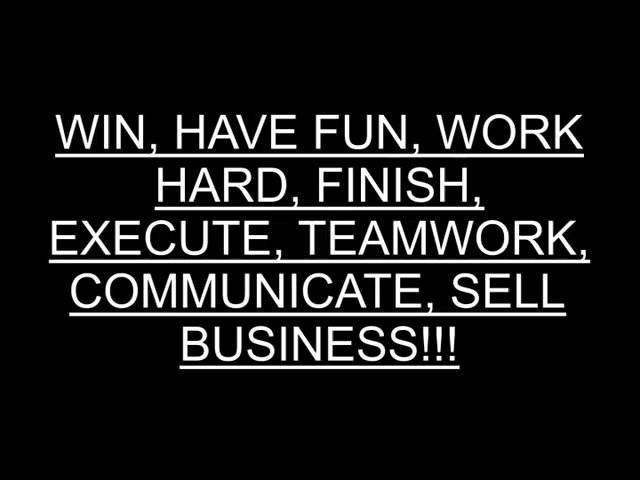 WIN, HAVE FUN, WORK
HARD, FINISH,
EXECUTE, TEAMWORK,
COMMUNICATE, SELL
BUSINESS!!!